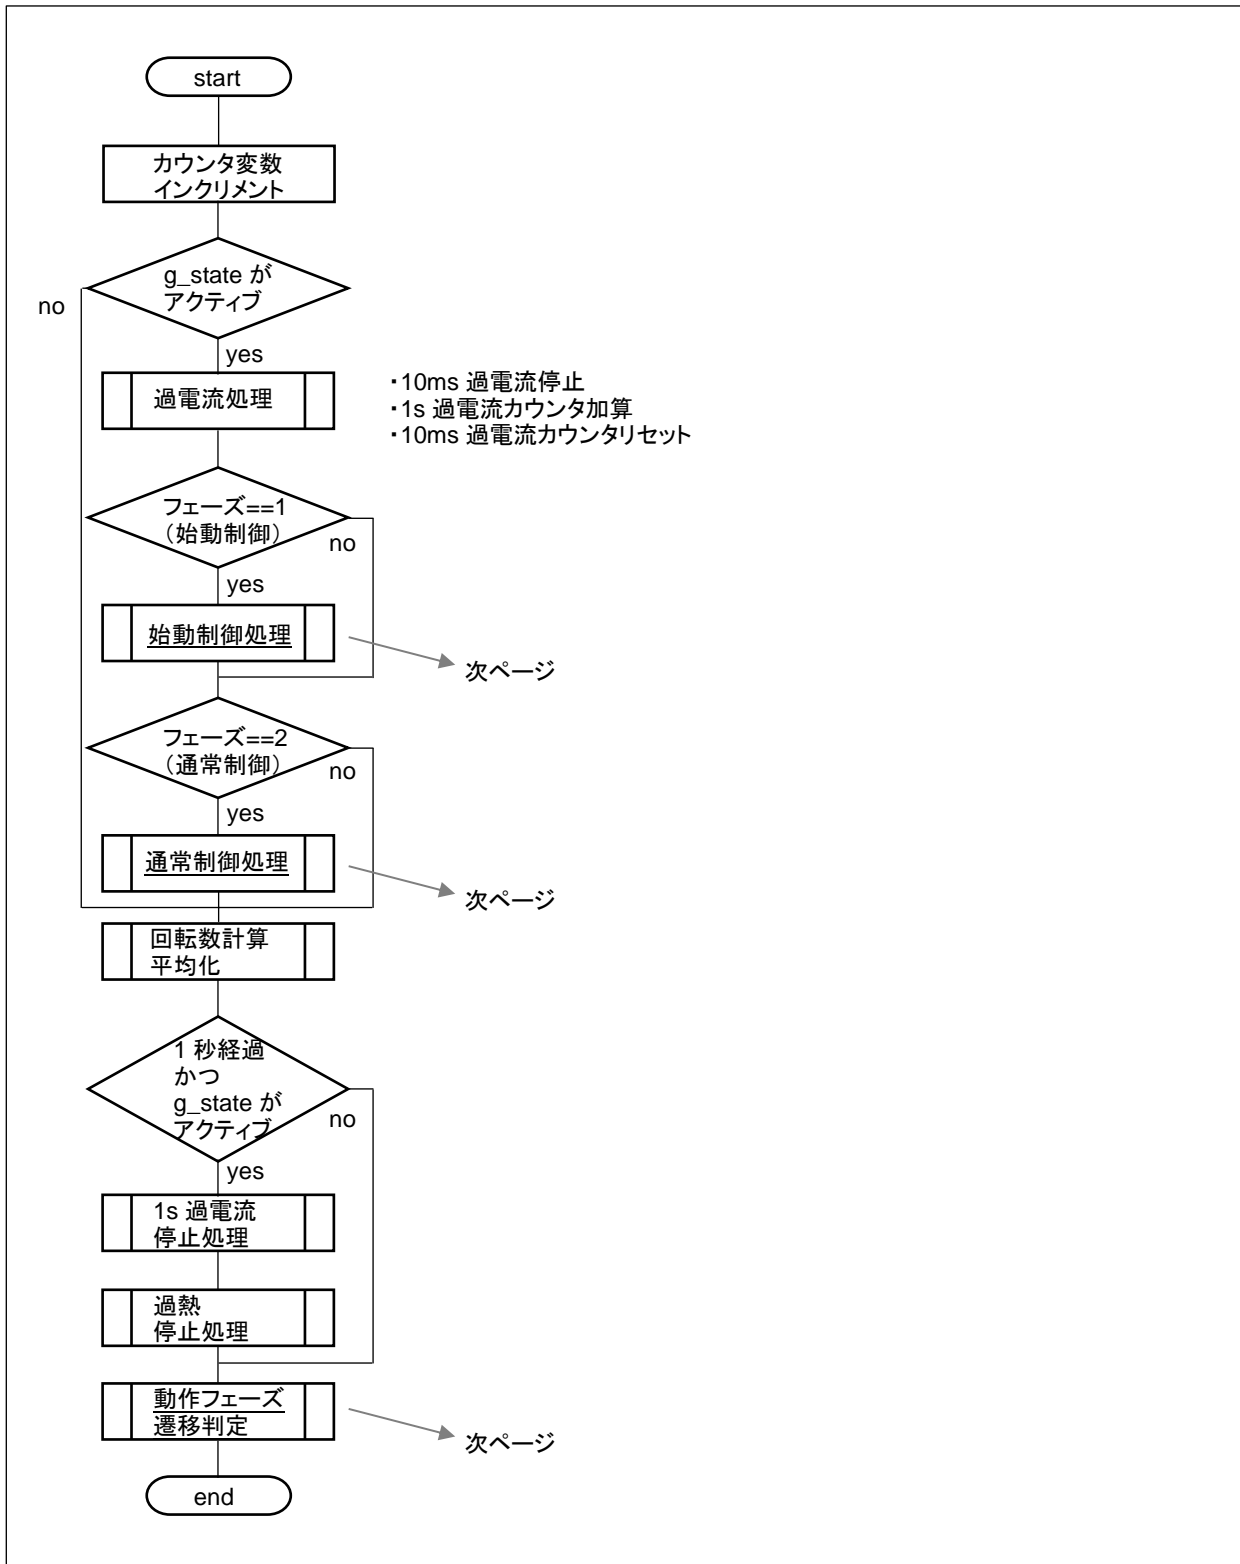 start
カウンタ変数
インクリメント
g_state が
アクティブ
no
yes
過電流処理
・10ms 過電流停止
・1s 過電流カウンタ加算
・10ms 過電流カウンタリセット
フェーズ==1
（始動制御）
no
yes
始動制御処理
次ページ
フェーズ==2
（通常制御）
no
yes
通常制御処理
次ページ
回転数計算
平均化
1 秒経過
かつ
g_state が
アクティブ
no
yes
1s 過電流
停止処理
過熱
停止処理
動作フェーズ
遷移判定
次ページ
end